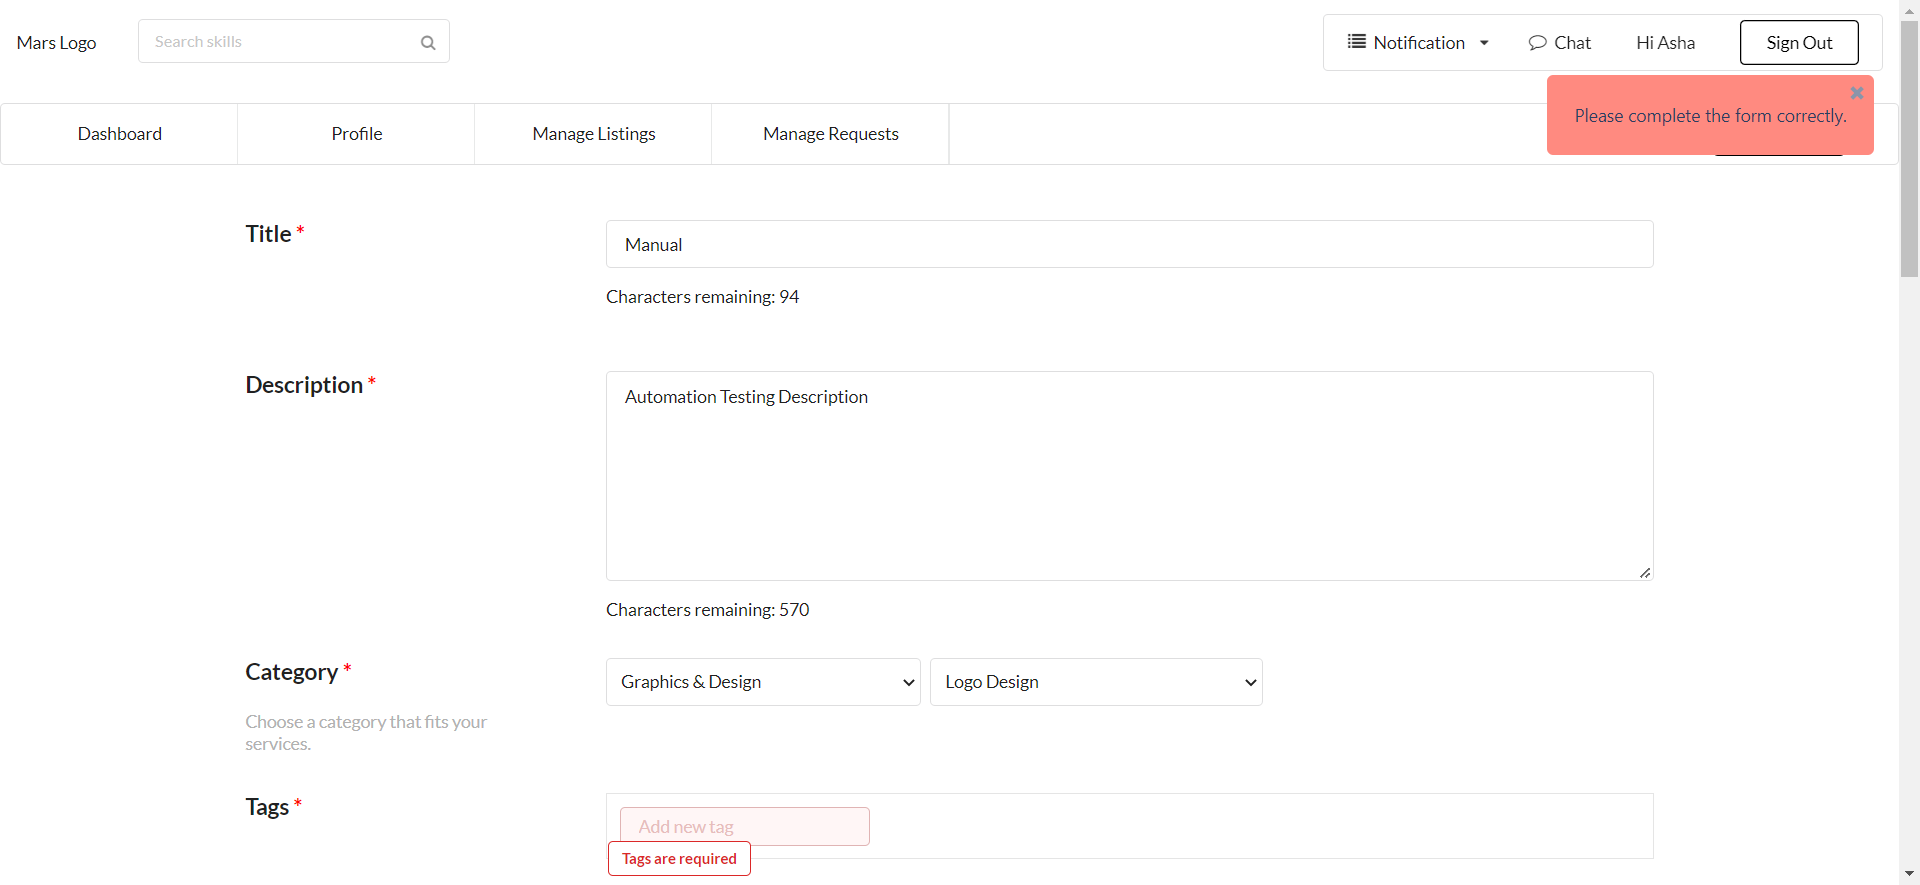 Mars Logo
Search skills
Notification
Chat
Hi Asha
Sign Out
Please complete the form correctly.
Dashboard
Profile
Manage Listings
Manage Requests
Title *
Manual
Characters remaining: 94
Description *
Automation Testing Description
Characters remaining: 570
Category *
Graphics & Design
Logo Design
Choose a category that fits your
services.
Tags *
Add new tag
Tags are required